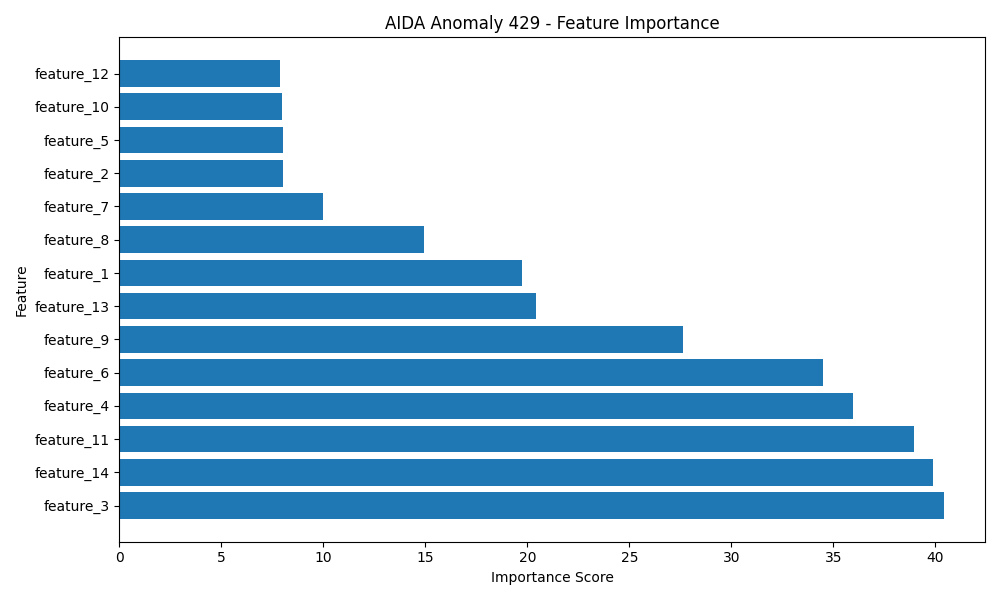 AIDA Anomaly 429 - Feature Importance
feature_12
feature_10
feature_5
feature_2
feature_7
feature_8
feature_1
feature_13
feature_9
feature_6
feature_4
feature_11
feature_14
feature_3
Feature
0 5 10 15 20 25 30 35 40
Importance Score